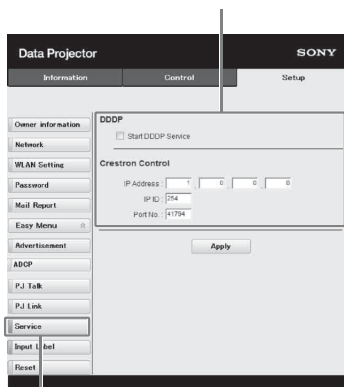 Data Projector
SONY
Information Control Setup
Owner information
Network
WLAN Setting
Password
Mail Report
Easy Menu
Advertisement
ADCP
PJ Talk
PJ Link
Service
Input Label
Reset
DDDP
Start DDDP Service
Crestron Control
IP Address : 1 . 0 . 0 . 0
IP ID : 254
Port No. : 41794
Apply